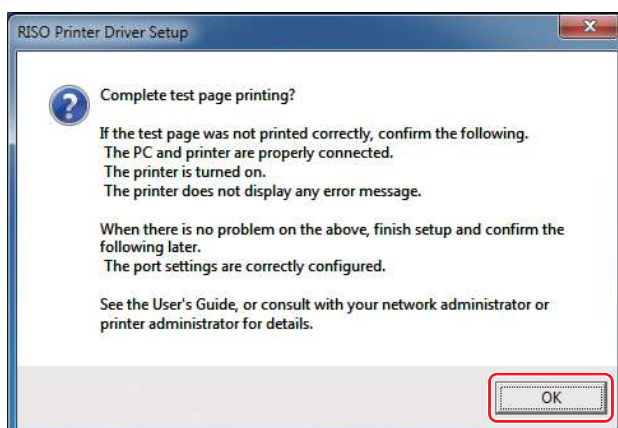 RISO Printer Driver Setup
Complete test page printing?
If the test page was not printed correctly, confirm the following.
The PC and printer are properly connected.
The printer is turned on.
The printer does not display any error message.
When there is no problem on the above, finish setup and confirm the
following later.
The port settings are correctly configured.
See the User's Guide, or consult with your network administrator or
printer administrator for details.
OK